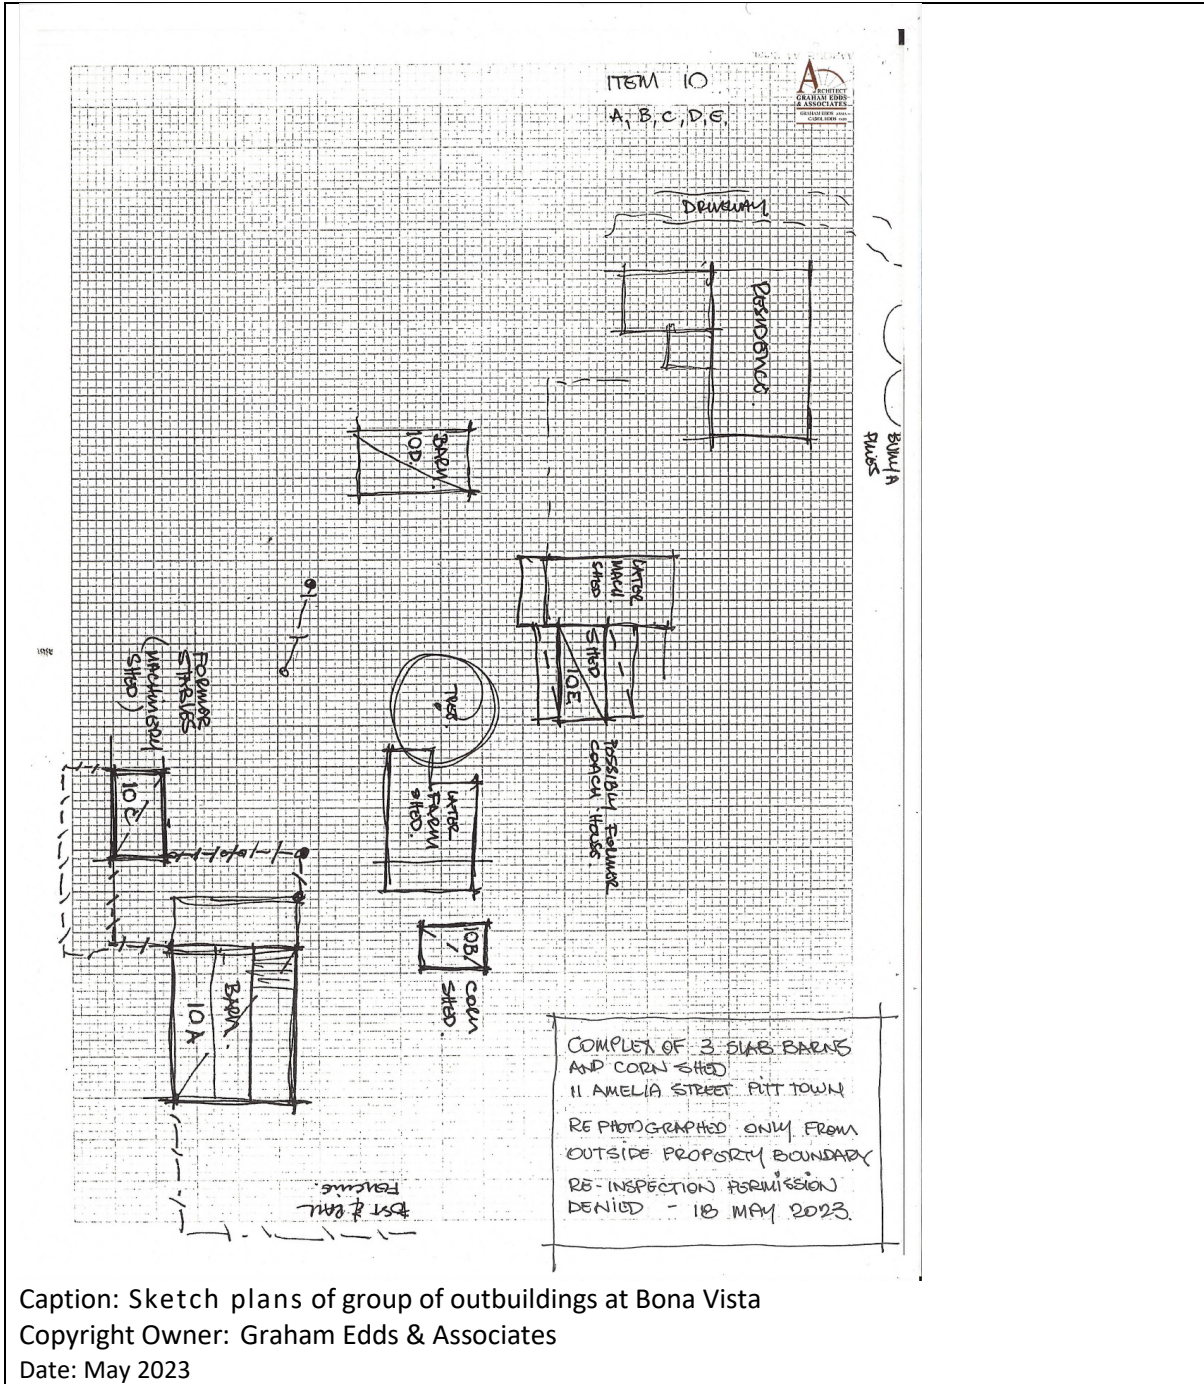 ITEM 10
A, B, C, D, E.
ARCHITECT
GRAHAM EDDS
& ASSOCIATES
DRIVEWAY
RESIDENCE.
BUNYA
PINES
BARN.
10D.
LATER
MACH.
SHED
SHED
10E
POSSIBLY FORMER
COACH HOUSE
TREE.
FORMER
STABLES
(MACHINERY
SHED)
10C
LATER
FARM
SHED.
10B
CORN
SHED.
BARN.
10A
POST & RAIL
FENCING.
COMPLEX OF 3 SLAB BARNS
AND CORN SHED
11 AMELIA STREET PITT TOWN
RE PHOTOGRAPHED ONLY FROM
OUTSIDE PROPERTY BOUNDARY
RE-INSPECTION PERMISSION
DENIED - 18 MAY 2023.
Caption: Sketch plans of group of outbuildings at Bona Vista
Copyright Owner: Graham Edds & Associates
Date: May 2023